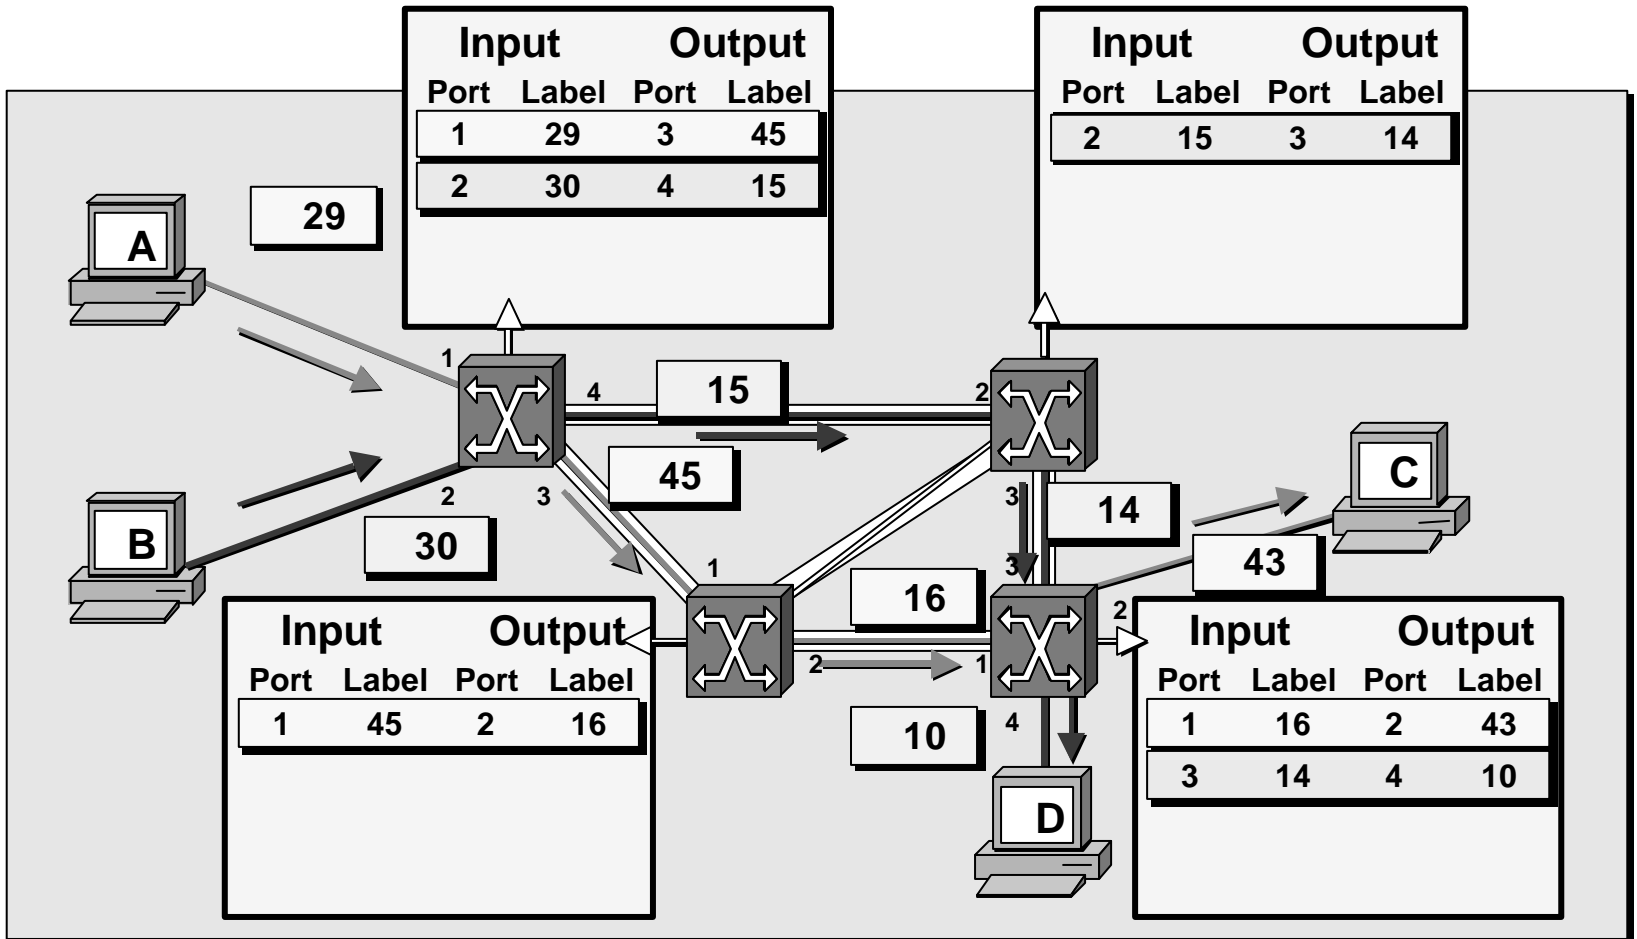 Input Output
Port Label Port Label
1 29 3 45
2 30 4 15
Input Output
Port Label Port Label
2 15 3 14
29
A
1
4
15
2
C
45
B
2
3
30
3
14
43
1
3
16
2
2
1
10
4
D
Input Output
Port Label Port Label
1 45 2 16
Input Output
Port Label Port Label
1 16 2 43
3 14 4 10